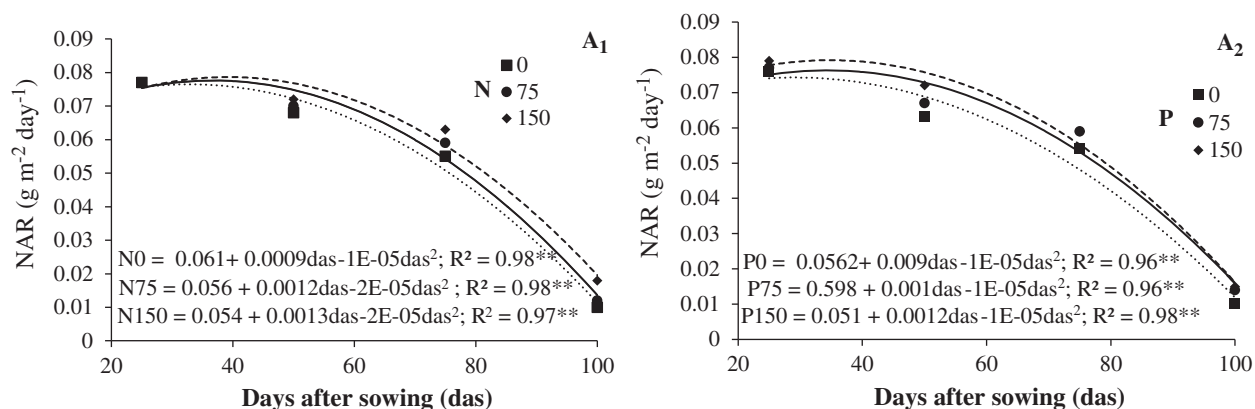 0.09
0.08
0.07
0.06
0.05
0.04
0.03
0.02
0.01
0
NAR (g m⁻² day⁻¹)
A₁
N
0
75
150
N0 = 0.061+ 0.0009das-1E-05das²; R² = 0.98**
N75 = 0.056 + 0.0012das-2E-05das² ; R² = 0.98**
N150 = 0.054 + 0.0013das-2E-05das²; R² = 0.97**
20 40 60 80 100
Days after sowing (das)
0.09
0.08
0.07
0.06
0.05
0.04
0.03
0.02
0.01
0
NAR (g m⁻² day⁻¹)
A₂
P
0
75
150
P0 = 0.0562+ 0.009das-1E-05das²; R² = 0.96**
P75 = 0.598 + 0.001das-1E-05das²; R² = 0.96**
P150 = 0.051 + 0.0012das-1E-05das²; R² = 0.98**
20 40 60 80 100
Days after sowing (das)